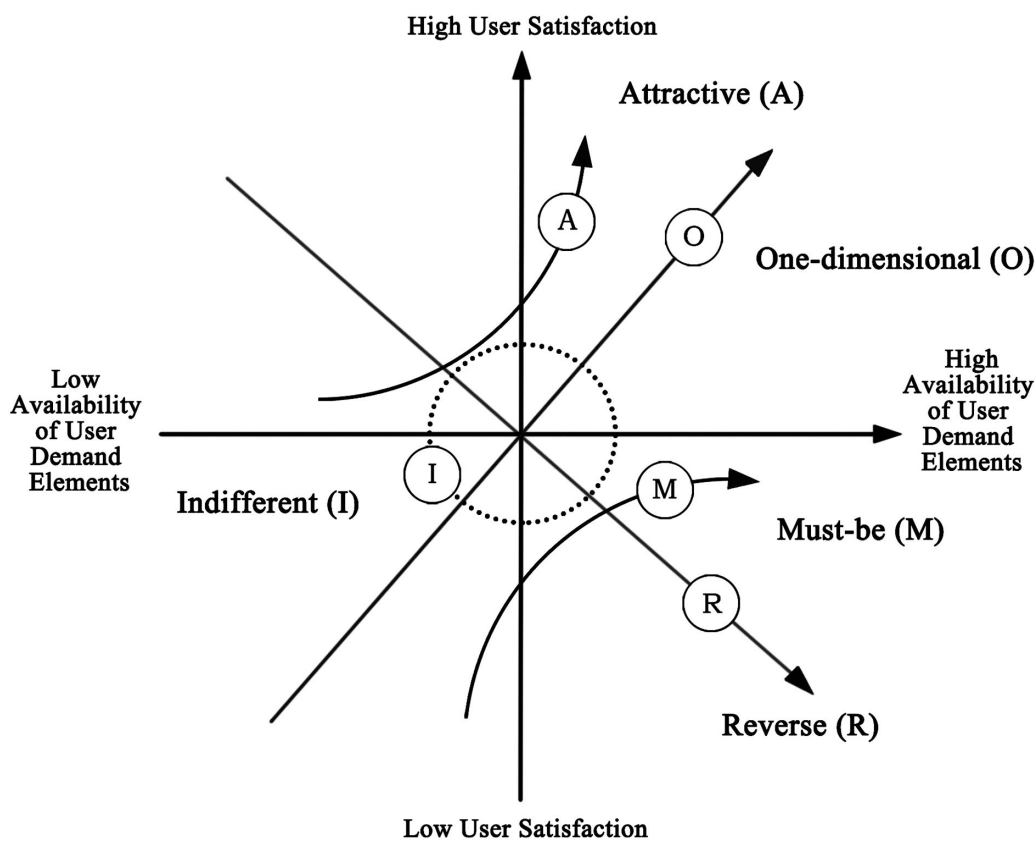 High User Satisfaction
Attractive (A)
A
O
One-dimensional (O)
Low
Availability
of User
Demand
Elements
High
Availability
of User
Demand
Elements
I
Indifferent (I)
M
Must-be (M)
R
Reverse (R)
Low User Satisfaction